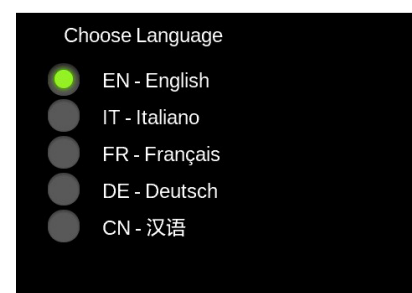 Choose Language
EN - English
IT - Italiano
FR - Français
DE - Deutsch
CN - 汉语